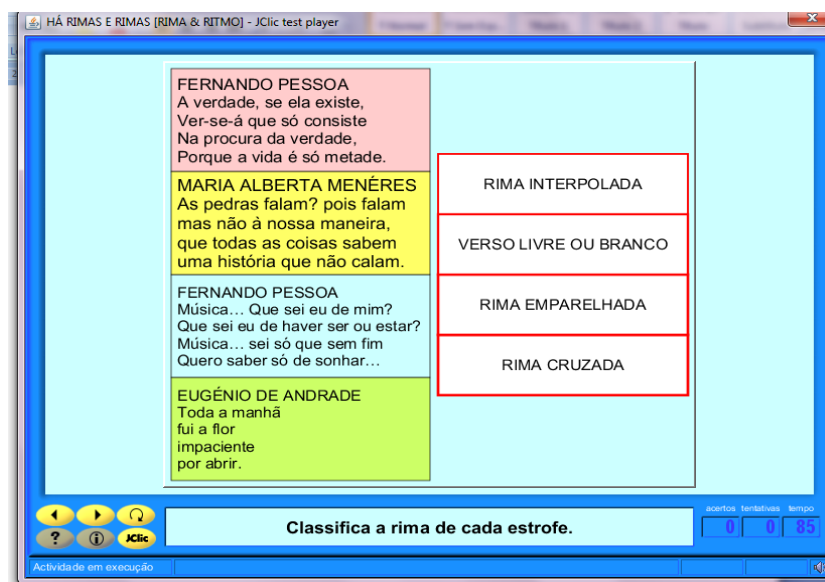 HÁ RIMAS E RIMAS [RIMA & RITMO] - JClic test player
FERNANDO PESSOA
A verdade, se ela existe,
Ver-se-á que só consiste
Na procura da verdade,
Porque a vida é só metade.
MARIA ALBERTA MENÉRES
As pedras falam? pois falam
mas não à nossa maneira,
que todas as coisas sabem
uma história que não calam.
FERNANDO PESSOA
Música... Que sei eu de mim?
Que sei eu de haver ser ou estar?
Música... sei só que sem fim
Quero saber só de sonhar...
EUGÉNIO DE ANDRADE
Toda a manhã
fui a flor
impaciente
por abrir.
RIMA INTERPOLADA
VERSO LIVRE OU BRANCO
RIMA EMPARELHADA
RIMA CRUZADA
Classifica a rima de cada estrofe.
acertos tentativas tempo
0 0 85
? i JClic
Actividade em execução